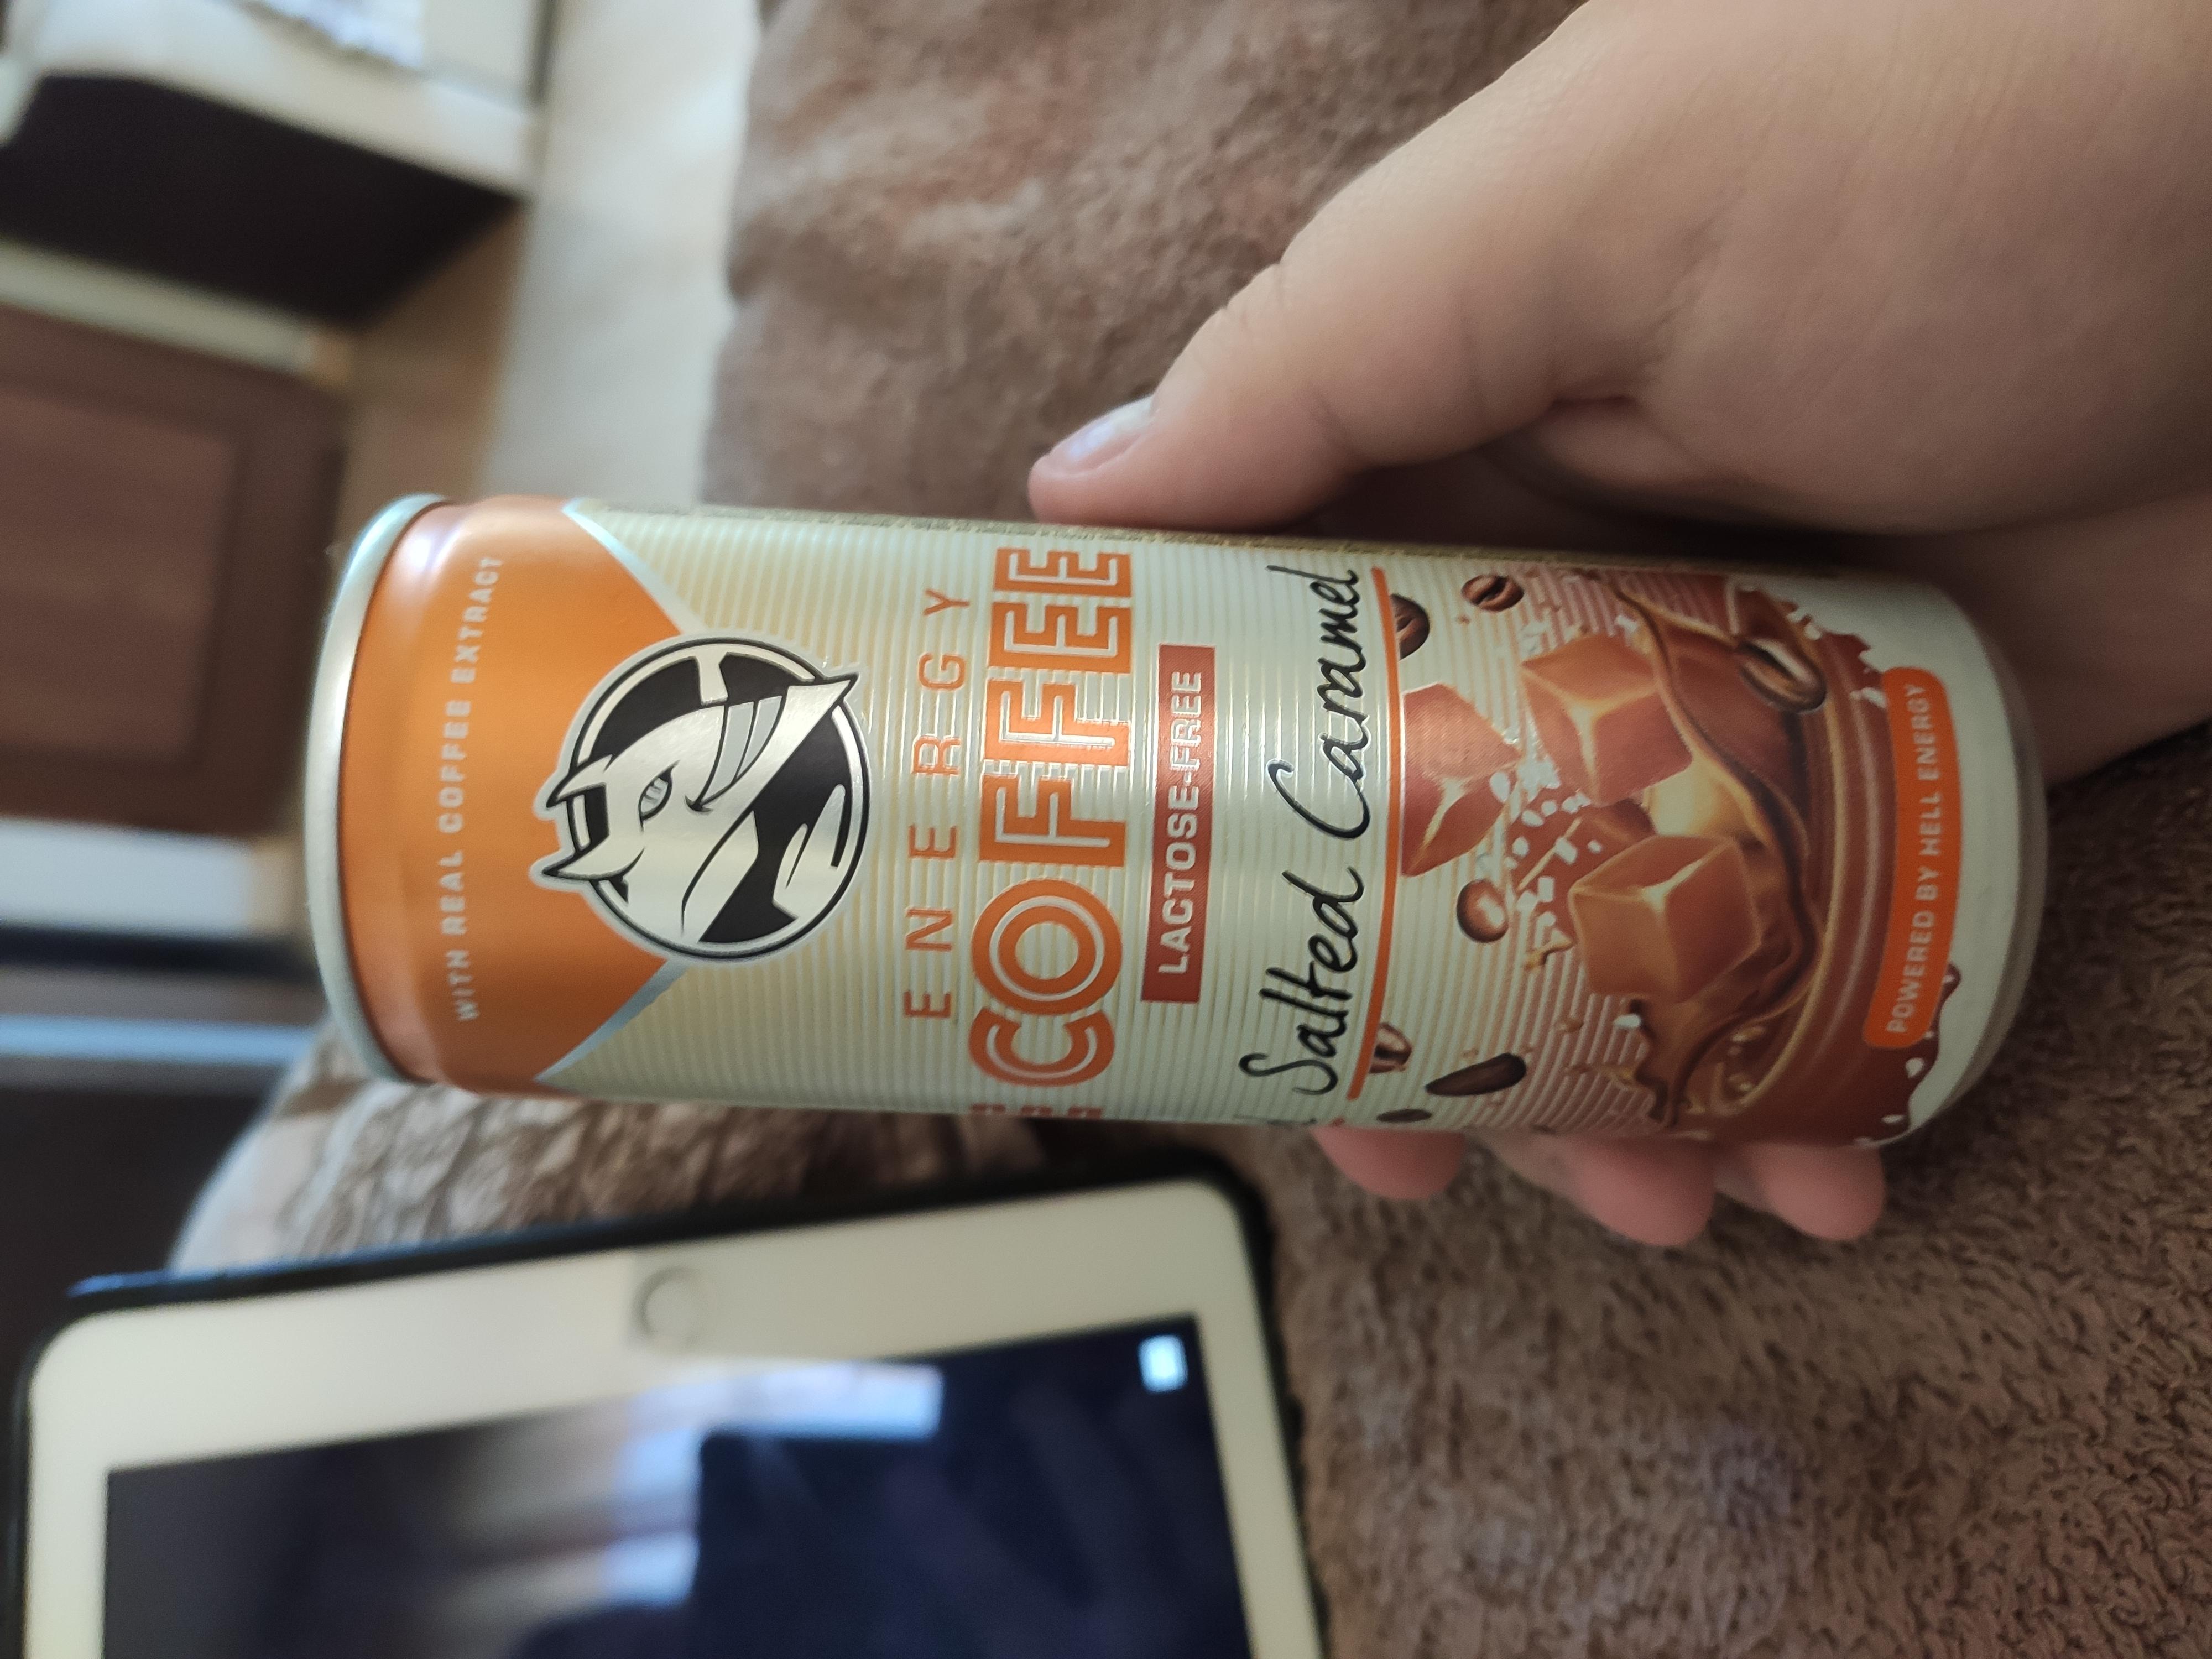 WITH REAL COFFEE EXTRACT
ENERGY
COFFEE
LACTOSE-FREE
Salted Caramel
POWERED BY HELL ENERGY